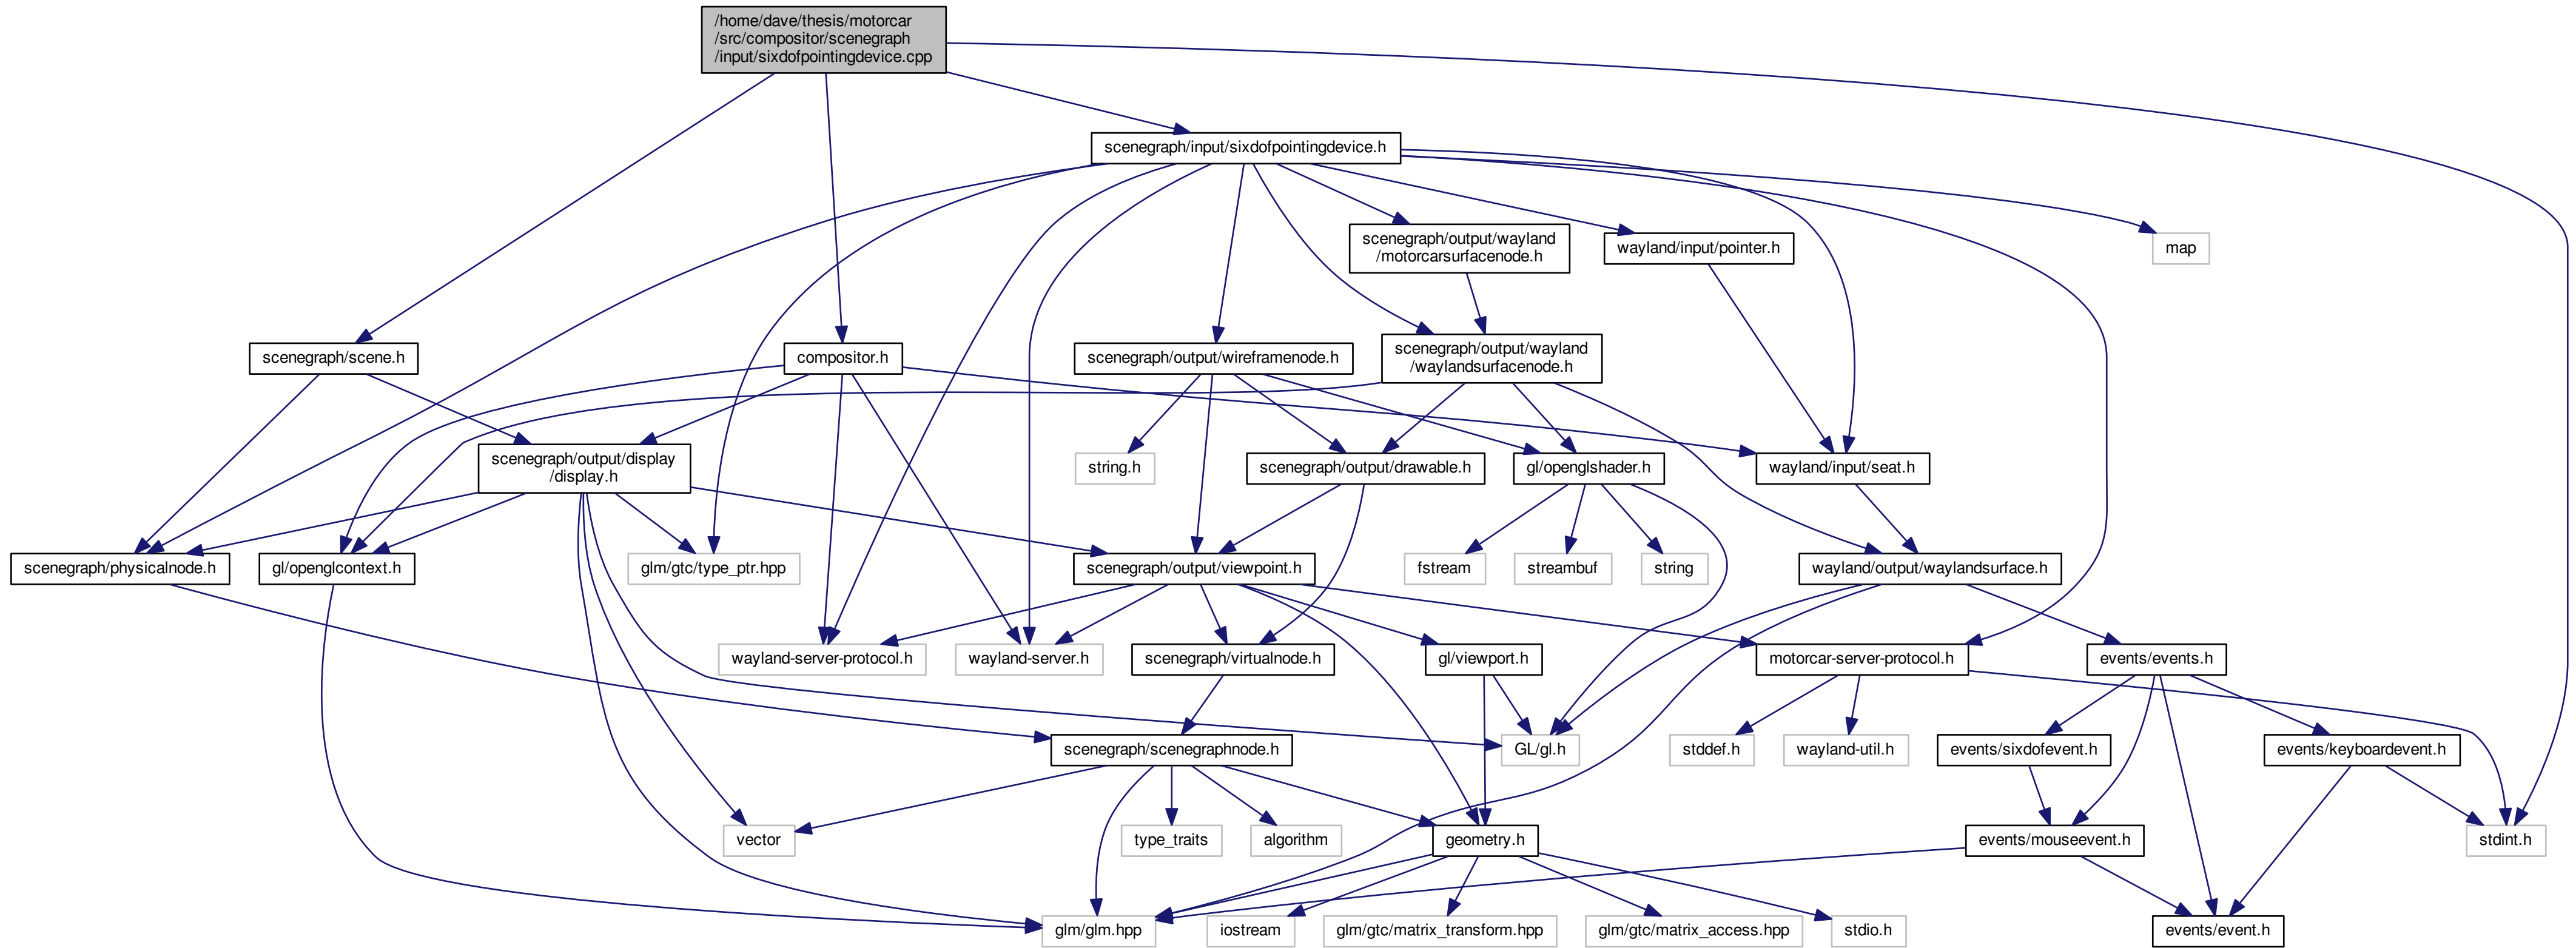 /home/dave/thesis/motorcar
/src/compositor/scenegraph
/input/sixdofpointingdevice.cpp
scenegraph/input/sixdofpointingdevice.h
scenegraph/output/wayland
/motorcarsurfacenode.h
wayland/input/pointer.h
map
scenegraph/scene.h
compositor.h
scenegraph/output/wireframenode.h
scenegraph/output/wayland
/waylandsurfacenode.h
scenegraph/output/display
/display.h
string.h
scenegraph/output/drawable.h
gl/openglshader.h
wayland/input/seat.h
scenegraph/physicalnode.h
gl/openglcontext.h
glm/gtc/type_ptr.hpp
scenegraph/output/viewpoint.h
fstream
streambuf
string
wayland/output/waylandsurface.h
wayland-server-protocol.h
wayland-server.h
scenegraph/virtualnode.h
gl/viewport.h
motorcar-server-protocol.h
events/events.h
scenegraph/scenegraphnode.h
GL/gl.h
stddef.h
wayland-util.h
events/sixdofevent.h
events/keyboardevent.h
vector
type_traits
algorithm
geometry.h
events/mouseevent.h
stdint.h
glm/glm.hpp
iostream
glm/gtc/matrix_transform.hpp
glm/gtc/matrix_access.hpp
stdio.h
events/event.h